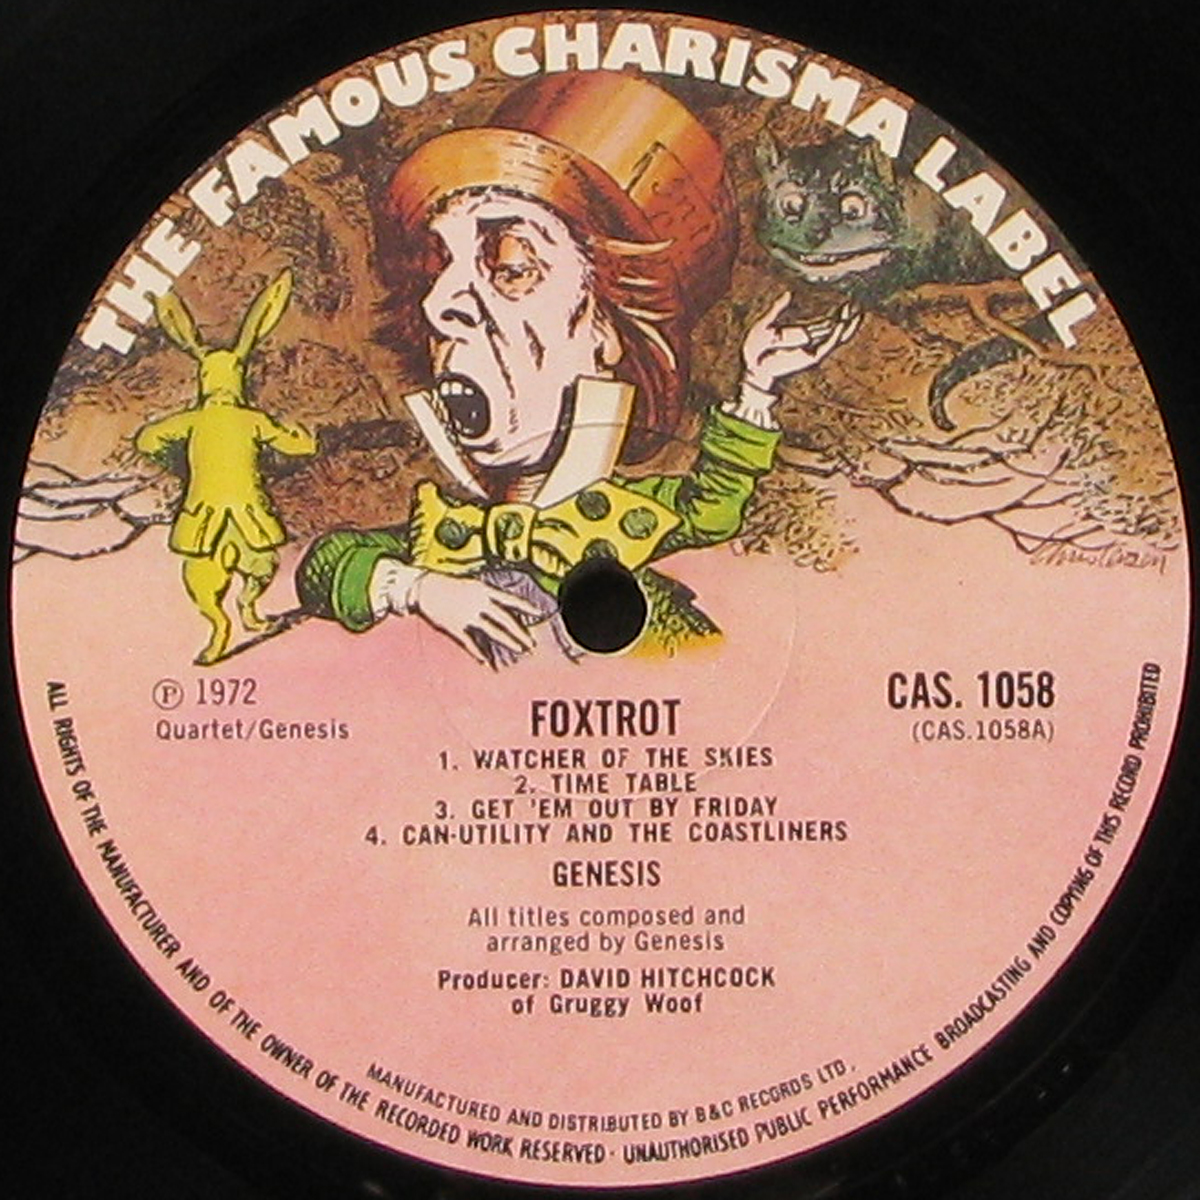 THE FAMOUS CHARISMA LABEL
Ⓟ 1972
Quartet/Genesis
CAS. 1058
(CAS.1058A)
FOXTROT
1. WATCHER OF THE SKIES
2. TIME TABLE
3. GET 'EM OUT BY FRIDAY
4. CAN-UTILITY AND THE COASTLINERS
GENESIS
All titles composed and
arranged by Genesis
Producer: DAVID HITCHCOCK
of Gruggy Woof
MANUFACTURED AND DISTRIBUTED BY B&C RECORDS LTD.
ALL RIGHTS OF THE MANUFACTURER AND OF THE OWNER OF THE RECORDED WORK RESERVED · UNAUTHORISED PUBLIC PERFORMANCE BROADCASTING AND COPYING OF THIS RECORD PROHIBITED